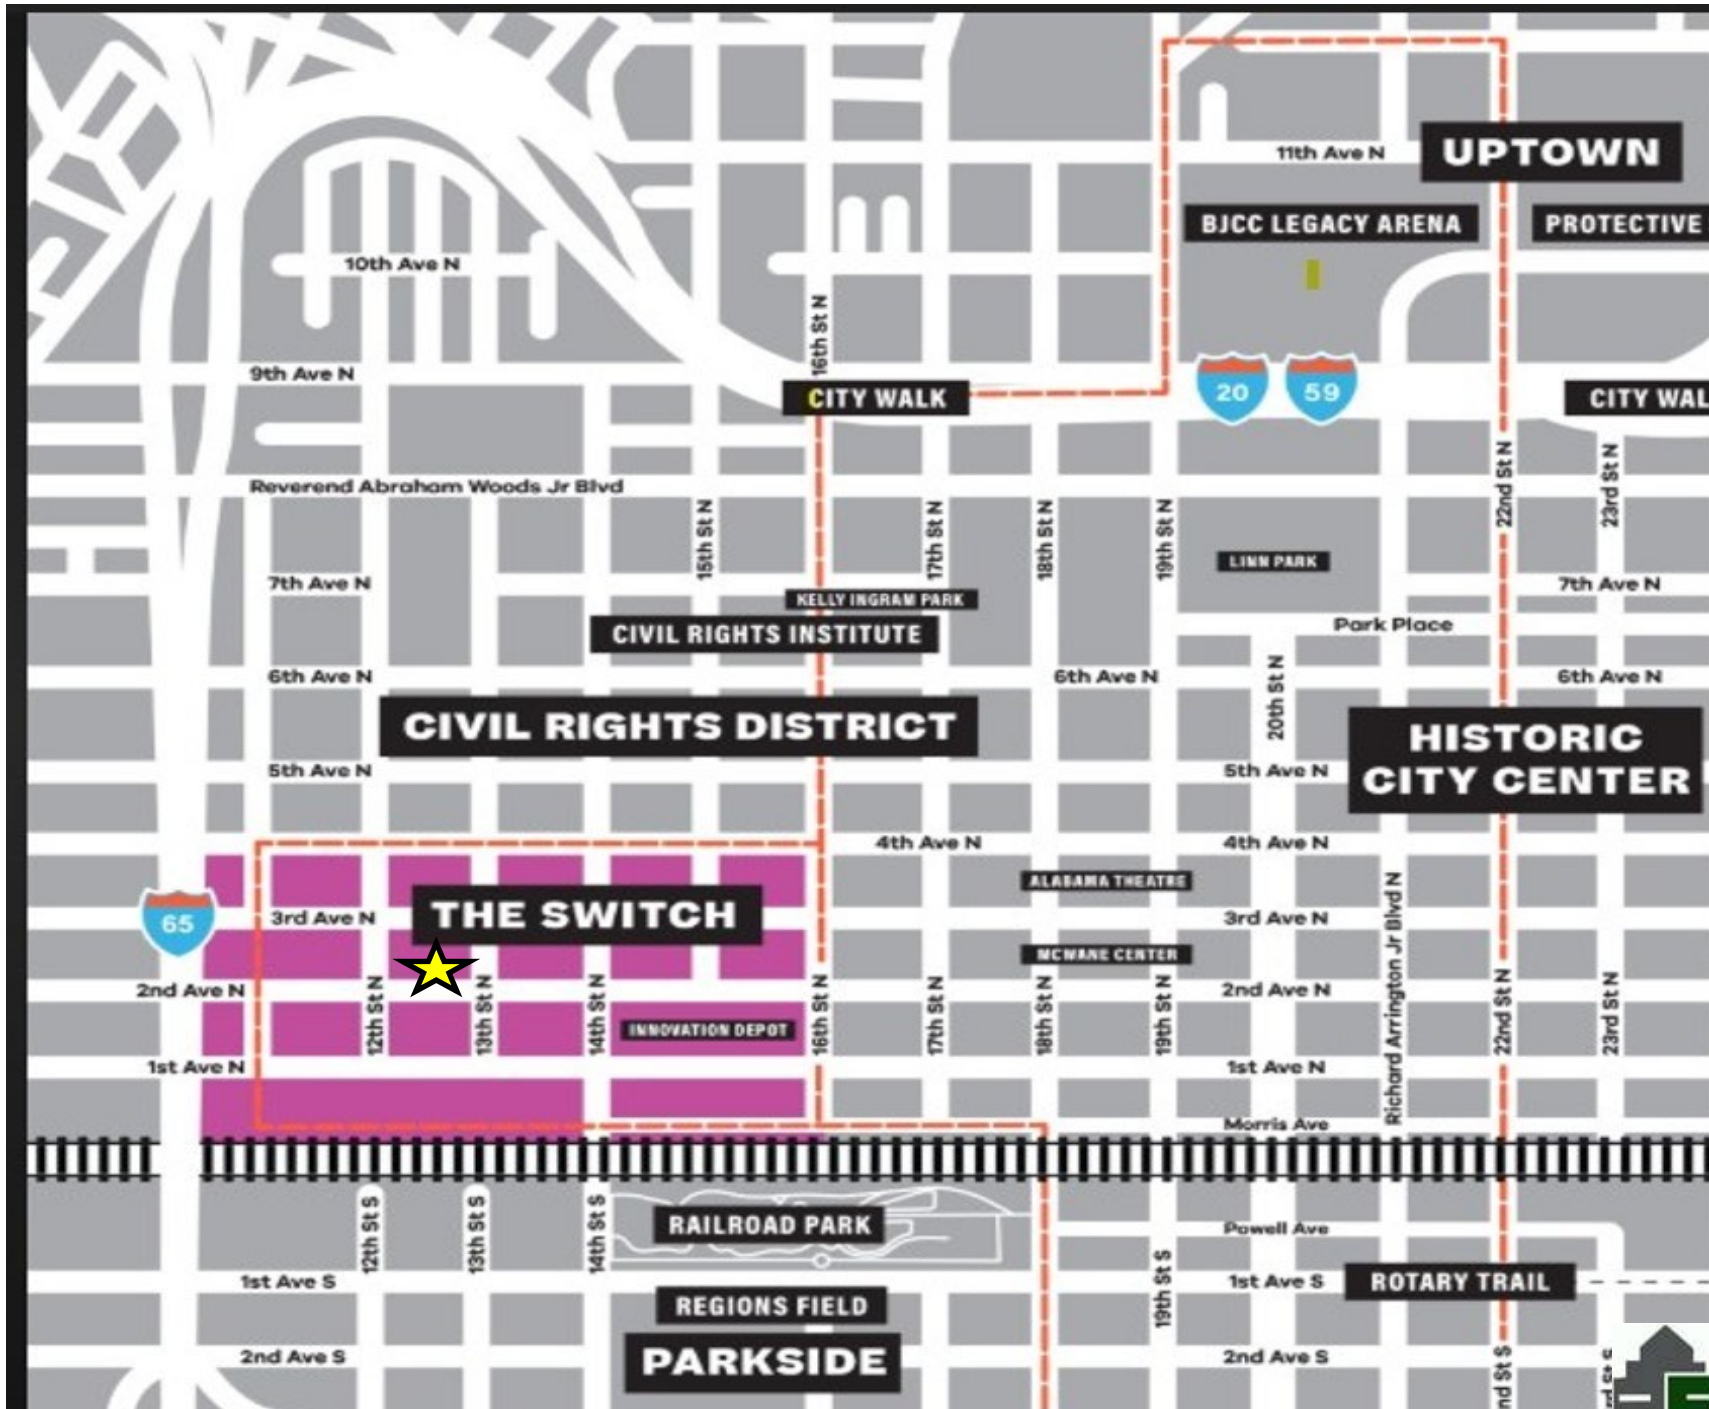 11th Ave N
UPTOWN
BJCC LEGACY ARENA
PROTECTIVE
10th Ave N
16th St N
9th Ave N
CITY WALK
20
59
CITY WAL
Reverend Abraham Woods Jr Blvd
15th St N
17th St N
18th St N
19th St N
22nd St N
23rd St N
LINN PARK
7th Ave N
7th Ave N
KELLY INGRAM PARK
CIVIL RIGHTS INSTITUTE
Park Place
6th Ave N
6th Ave N
6th Ave N
20th St N
CIVIL RIGHTS DISTRICT
HISTORIC
CITY CENTER
5th Ave N
5th Ave N
4th Ave N
4th Ave N
ALABAMA THEATRE
THE SWITCH
65
3rd Ave N
3rd Ave N
Richard Arrington Jr Blvd N
MCWANE CENTER
2nd Ave N
2nd Ave N
12th St N
13th St N
14th St N
INNOVATION DEPOT
16th St N
17th St N
18th St N
19th St N
22nd St N
23rd St N
1st Ave N
1st Ave N
Morris Ave
12th St S
13th St S
14th St S
RAILROAD PARK
Powell Ave
1st Ave S
19th St S
1st Ave S
ROTARY TRAIL
REGIONS FIELD
2nd Ave S
PARKSIDE
2nd Ave S
nd St S
rd St S